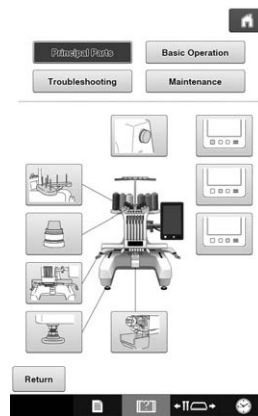 Principal Parts
Basic Operation
Troubleshooting
Maintenance
Return